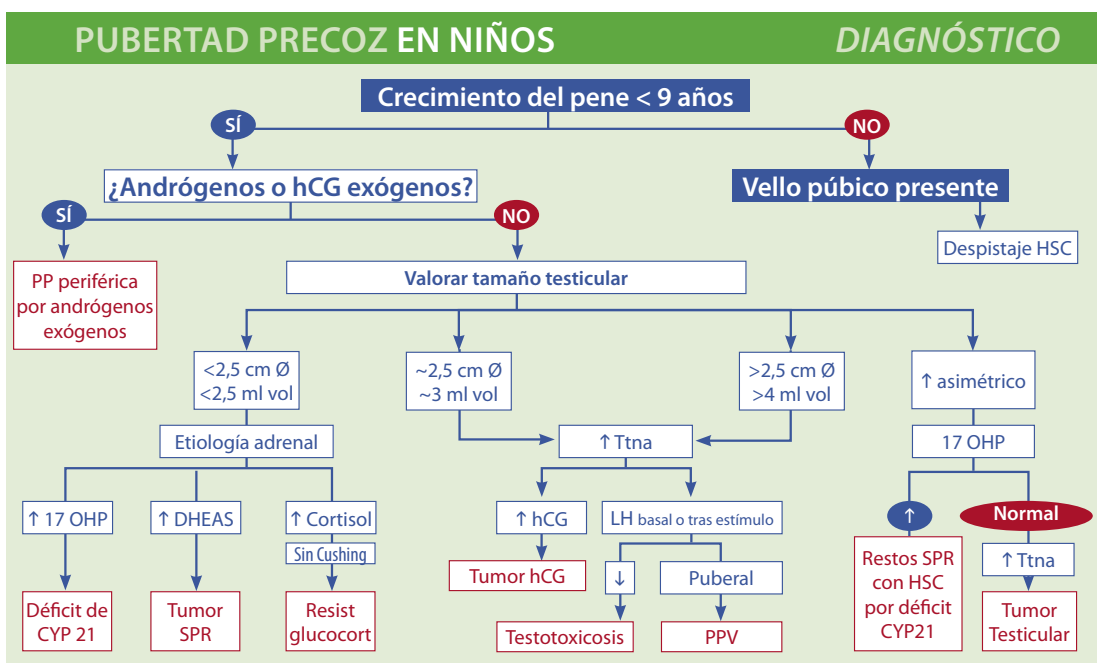 PUBERTAD PRECOZ EN NIÑOS
DIAGNÓSTICO
Crecimiento del pene < 9 años
SÍ
NO
¿Andrógenos o hCG exógenos?
Vello púbico presente
SÍ
NO
Despistaje HSC
PP periférica
por andrógenos
exógenos
Valorar tamaño testicular
<2,5 cm Ø
<2,5 ml vol
~2,5 cm Ø
~3 ml vol
>2,5 cm Ø
>4 ml vol
↑ asimétrico
Etiología adrenal
↑ Ttna
17 OHP
↑ 17 OHP
↑ DHEAS
↑ Cortisol
Sin Cushing
↑ hCG
LH basal o tras estímulo
↑
Normal
Déficit de
CYP 21
Tumor
SPR
Resist
glucocort
Tumor hCG
↓
Puberal
Testotoxicosis
PPV
Restos SPR
con HSC
por déficit
CYP21
↑ Ttna
Tumor
Testicular